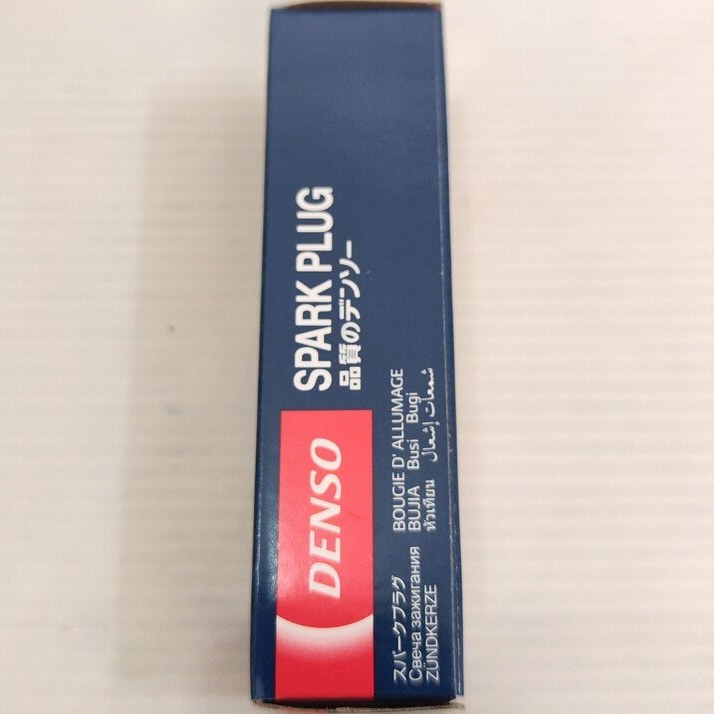 DENSO
SPARK PLUG
品質のデンソー
スパークプラグ BOUGIE D' ALLUMAGE
Свеча зажигания BUJIA Busi Bugi
ZÜNDKERZE หัวเทียน شمعات إشعال